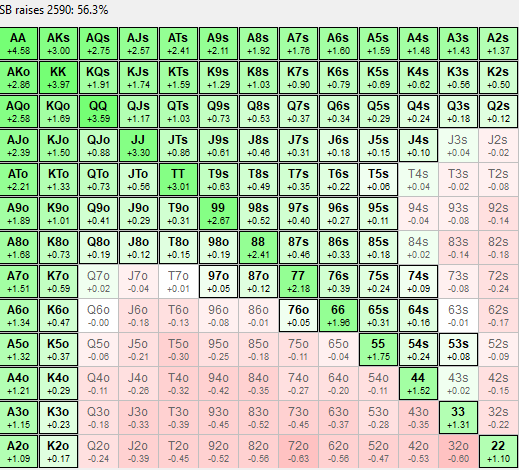 SB raises 2590: 56.3%
AA AKs AQs AJs ATs A9s A8s A7s A6s A5s A4s A3s A2s
+4.58 +3.00 +2.75 +2.57 +2.41 +2.11 +1.92 +1.76 +1.60 +1.59 +1.48 +1.43 +1.37
AKo KK KQs KJs KTs K9s K8s K7s K6s K5s K4s K3s K2s
+2.86 +3.97 +1.91 +1.74 +1.59 +1.29 +1.03 +0.90 +0.79 +0.69 +0.62 +0.56 +0.50
AQo KQo QQ QJs QTs Q9s Q8s Q7s Q6s Q5s Q4s Q3s Q2s
+2.58 +1.69 +3.59 +1.17 +1.03 +0.73 +0.53 +0.37 +0.34 +0.29 +0.24 +0.18 +0.12
AJo KJo QJo JJ JTs J9s J8s J7s J6s J5s J4s J3s J2s
+2.39 +1.50 +0.88 +3.30 +0.86 +0.61 +0.46 +0.31 +0.18 +0.15 +0.10 +0.04 -0.02
ATo KTo QTo JTo TT T9s T8s T7s T6s T5s T4s T3s T2s
+2.21 +1.33 +0.73 +0.56 +3.01 +0.63 +0.49 +0.35 +0.22 +0.06 -0.04 -0.02 -0.08
A9o K9o Q9o J9o T9o 99 98s 97s 96s 95s 94s 93s 92s
+1.89 +1.01 +0.41 +0.29 +0.31 +2.67 +0.52 +0.40 +0.27 +0.11 -0.04 -0.08 -0.14
A8o K8o Q8o J8o T8o 98o 88 87s 86s 85s 84s 83s 82s
+1.68 +0.73 +0.19 +0.12 +0.15 +0.19 +2.41 +0.46 +0.33 +0.18 +0.02 -0.14 -0.18
A7o K7o Q7o J7o T7o 97o 87o 77 76s 75s 74s 73s 72s
+1.51 +0.59 +0.02 -0.04 +0.01 +0.05 +0.12 +2.18 +0.39 +0.24 +0.09 -0.08 -0.24
A6o K6o Q6o J6o T6o 96o 86o 76o 66 65s 64s 63s 62s
+1.34 +0.47 -0.00 -0.18 -0.13 -0.08 -0.01 +0.05 +1.96 +0.31 +0.16 -0.01 -0.17
A5o K5o Q5o J5o T5o 95o 85o 75o 65o 55 54s 53s 52s
+1.32 +0.37 -0.06 -0.21 -0.30 -0.25 -0.18 -0.11 -0.04 +1.75 +0.24 +0.08 -0.09
A4o K4o Q4o J4o T4o 94o 84o 74o 64o 54o 44 43s 42s
+1.21 +0.29 -0.11 -0.26 -0.32 -0.42 -0.35 -0.27 -0.20 -0.11 +1.52 +0.02 -0.15
A3o K3o Q3o J3o T3o 93o 83o 73o 63o 53o 43o 33 32s
+1.15 +0.23 -0.18 -0.33 -0.39 -0.45 -0.52 -0.45 -0.37 -0.28 -0.35 +1.31 -0.22
A2o K2o Q2o J2o T2o 92o 82o 72o 62o 52o 42o 32o 22
+1.09 +0.17 -0.24 -0.39 -0.45 -0.52 -0.56 -0.63 -0.56 -0.47 -0.53 -0.60 +1.10